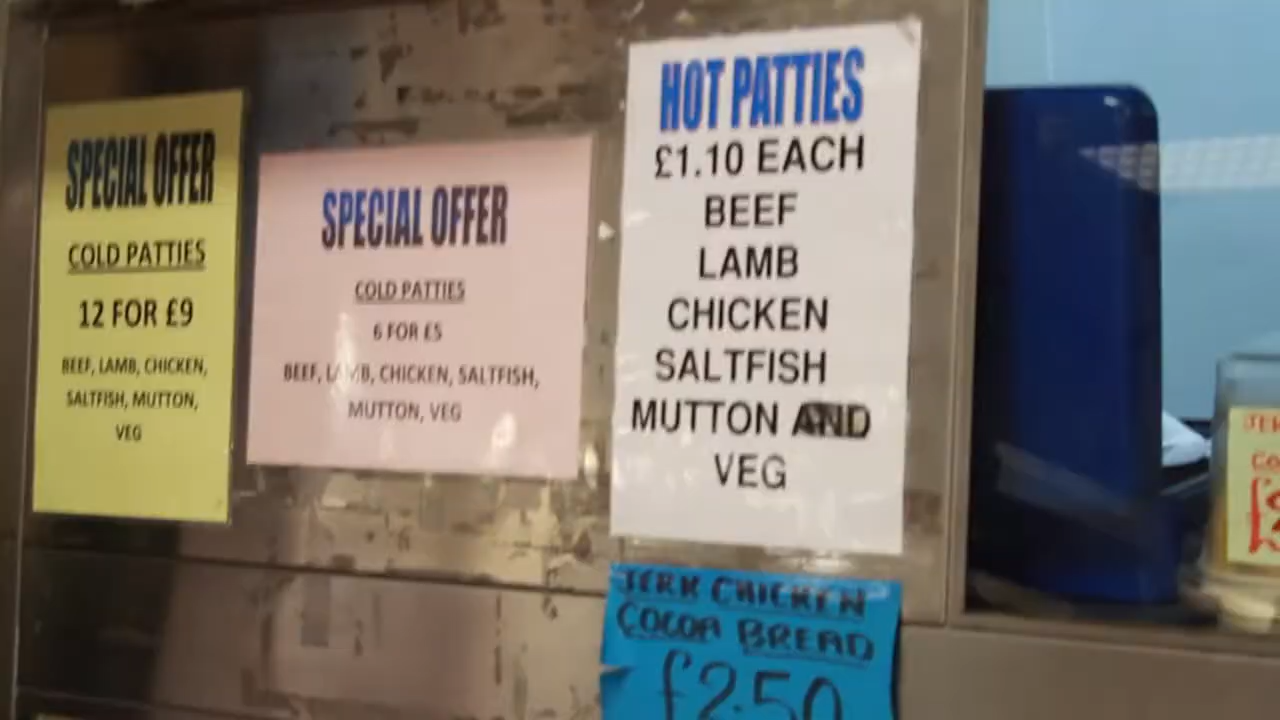 SPECIAL OFFER
COLD PATTIES
12 FOR £9
BEEF, LAMB, CHICKEN,
SALTFISH, MUTTON,
VEG
SPECIAL OFFER
COLD PATTIES
6 FOR £5
BEEF, LAMB, CHICKEN, SALTFISH,
MUTTON, VEG
HOT PATTIES
£1.10 EACH
BEEF
LAMB
CHICKEN
SALTFISH
MUTTON AND
VEG
JERK CHICKEN
COCOA BREAD
£2.50